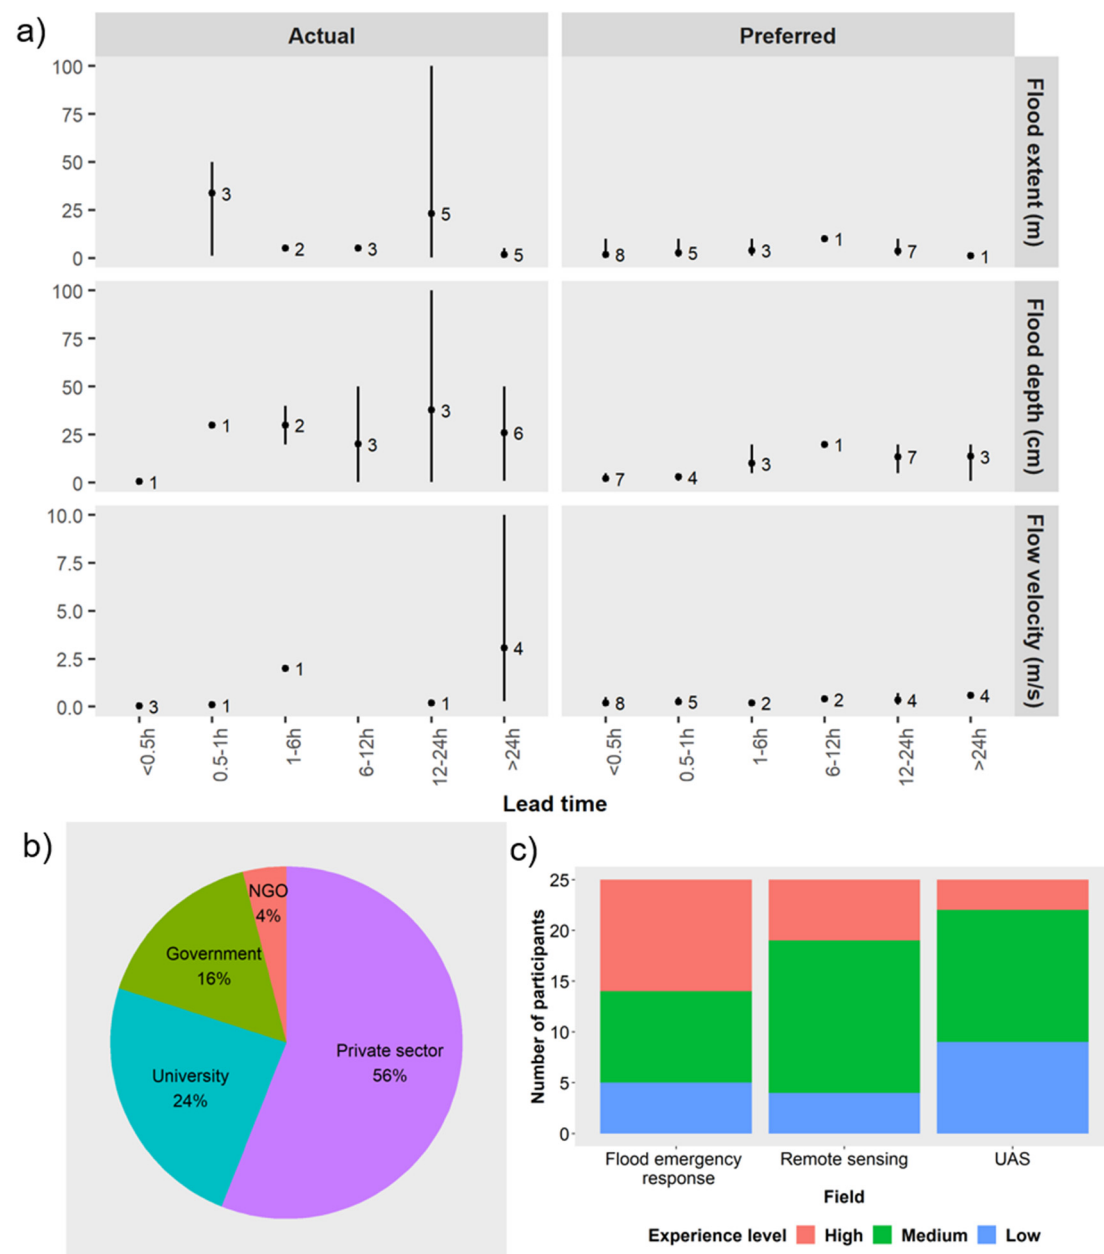 a)
Actual
Preferred
100
75
50
25
0
3
2
3
5
5
8
5
3
1
7
1
Flood extent (m)
100
75
50
25
0
1
1
2
3
3
6
7
4
3
1
7
3
Flood depth (cm)
10.0
7.5
5.0
2.5
0.0
3
1
1
1
4
8
5
2
2
4
4
Flow velocity (m/s)
<0.5h
0.5-1h
1-6h
6-12h
12-24h
>24h
<0.5h
0.5-1h
1-6h
6-12h
12-24h
>24h
Lead time
b)
NGO
4%
Government
16%
University
24%
Private sector
56%
c)
Number of participants
25
20
15
10
5
0
Flood emergency
response
Remote sensing
UAS
Field
Experience level High Medium Low